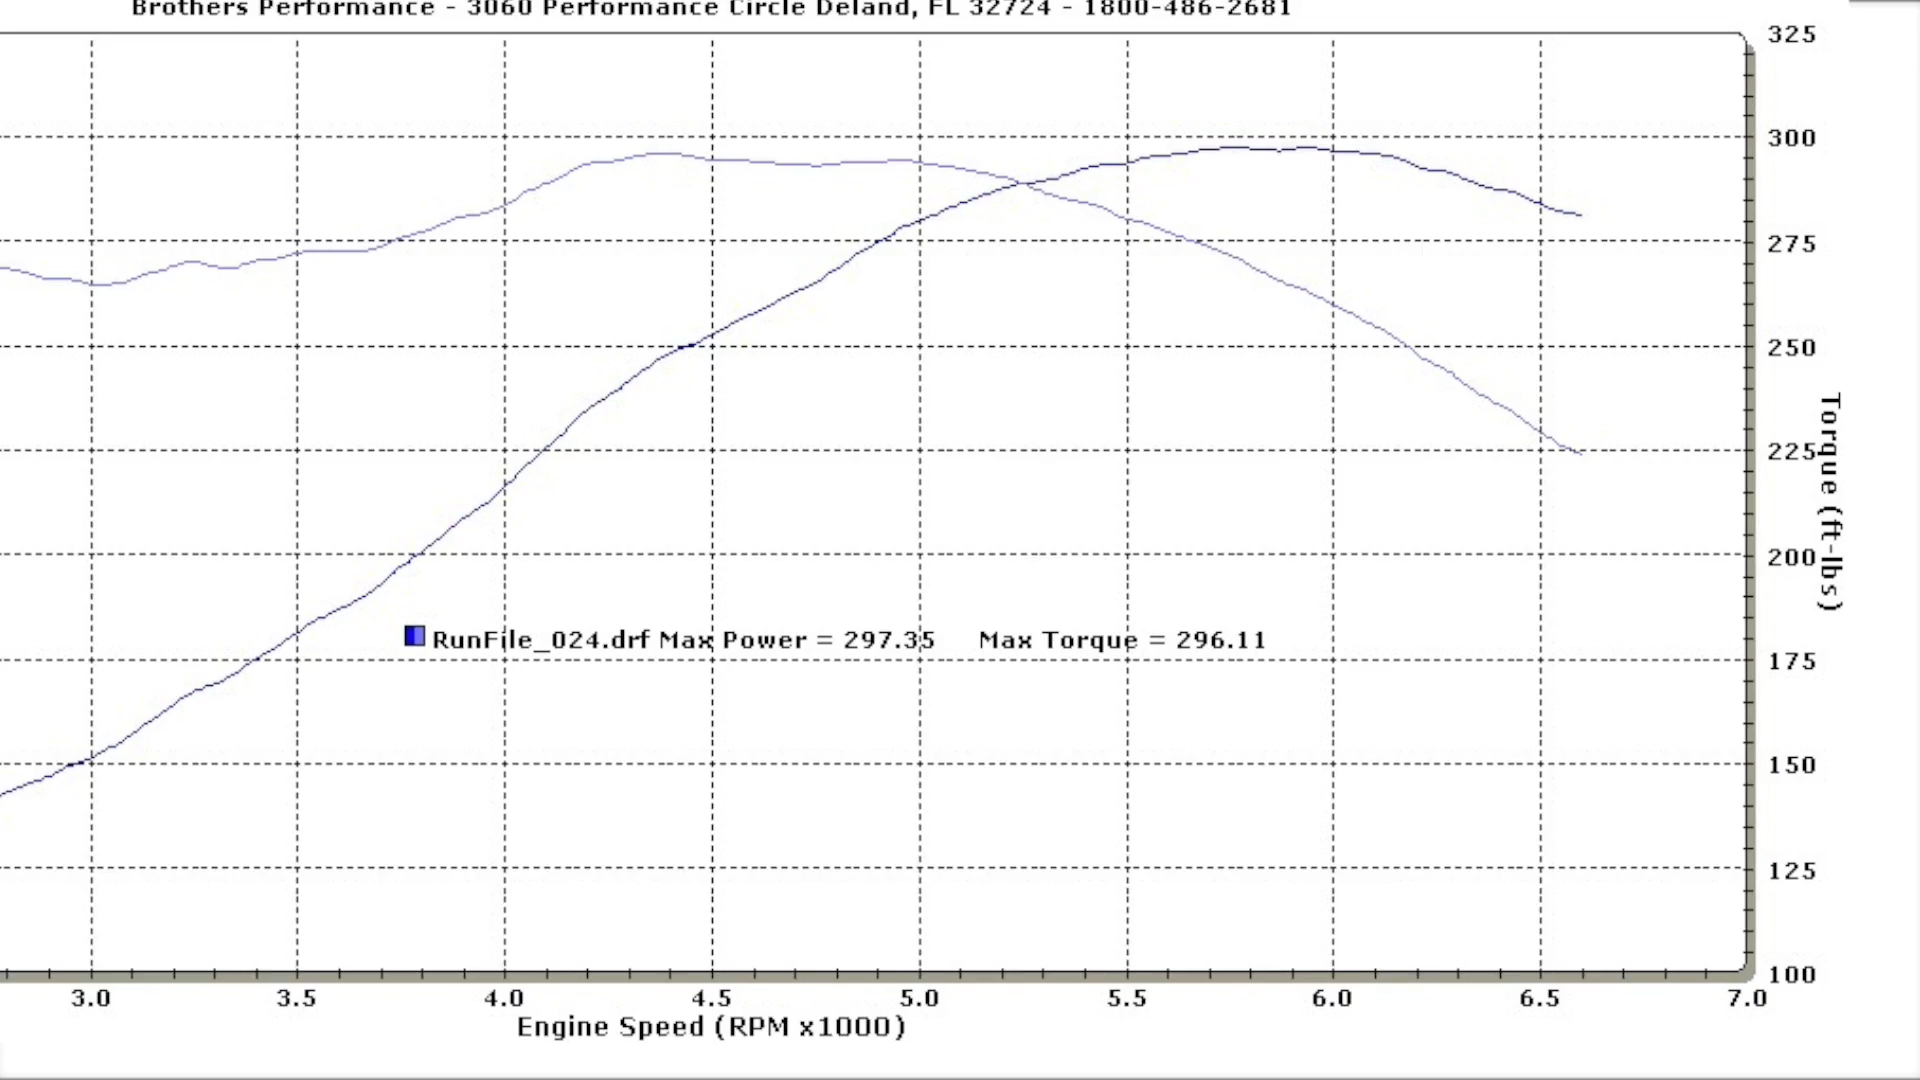 Brothers Performance - 3060 Performance Circle Deland, FL 32724 - 1800-486-2681
325
300
275
250
225
200
175
150
125
100
Torque (ft-lbs)
RunFile_024.drf Max Power = 297.35 Max Torque = 296.11
3.0 3.5 4.0 4.5 5.0 5.5 6.0 6.5 7.0
Engine Speed (RPM x1000)